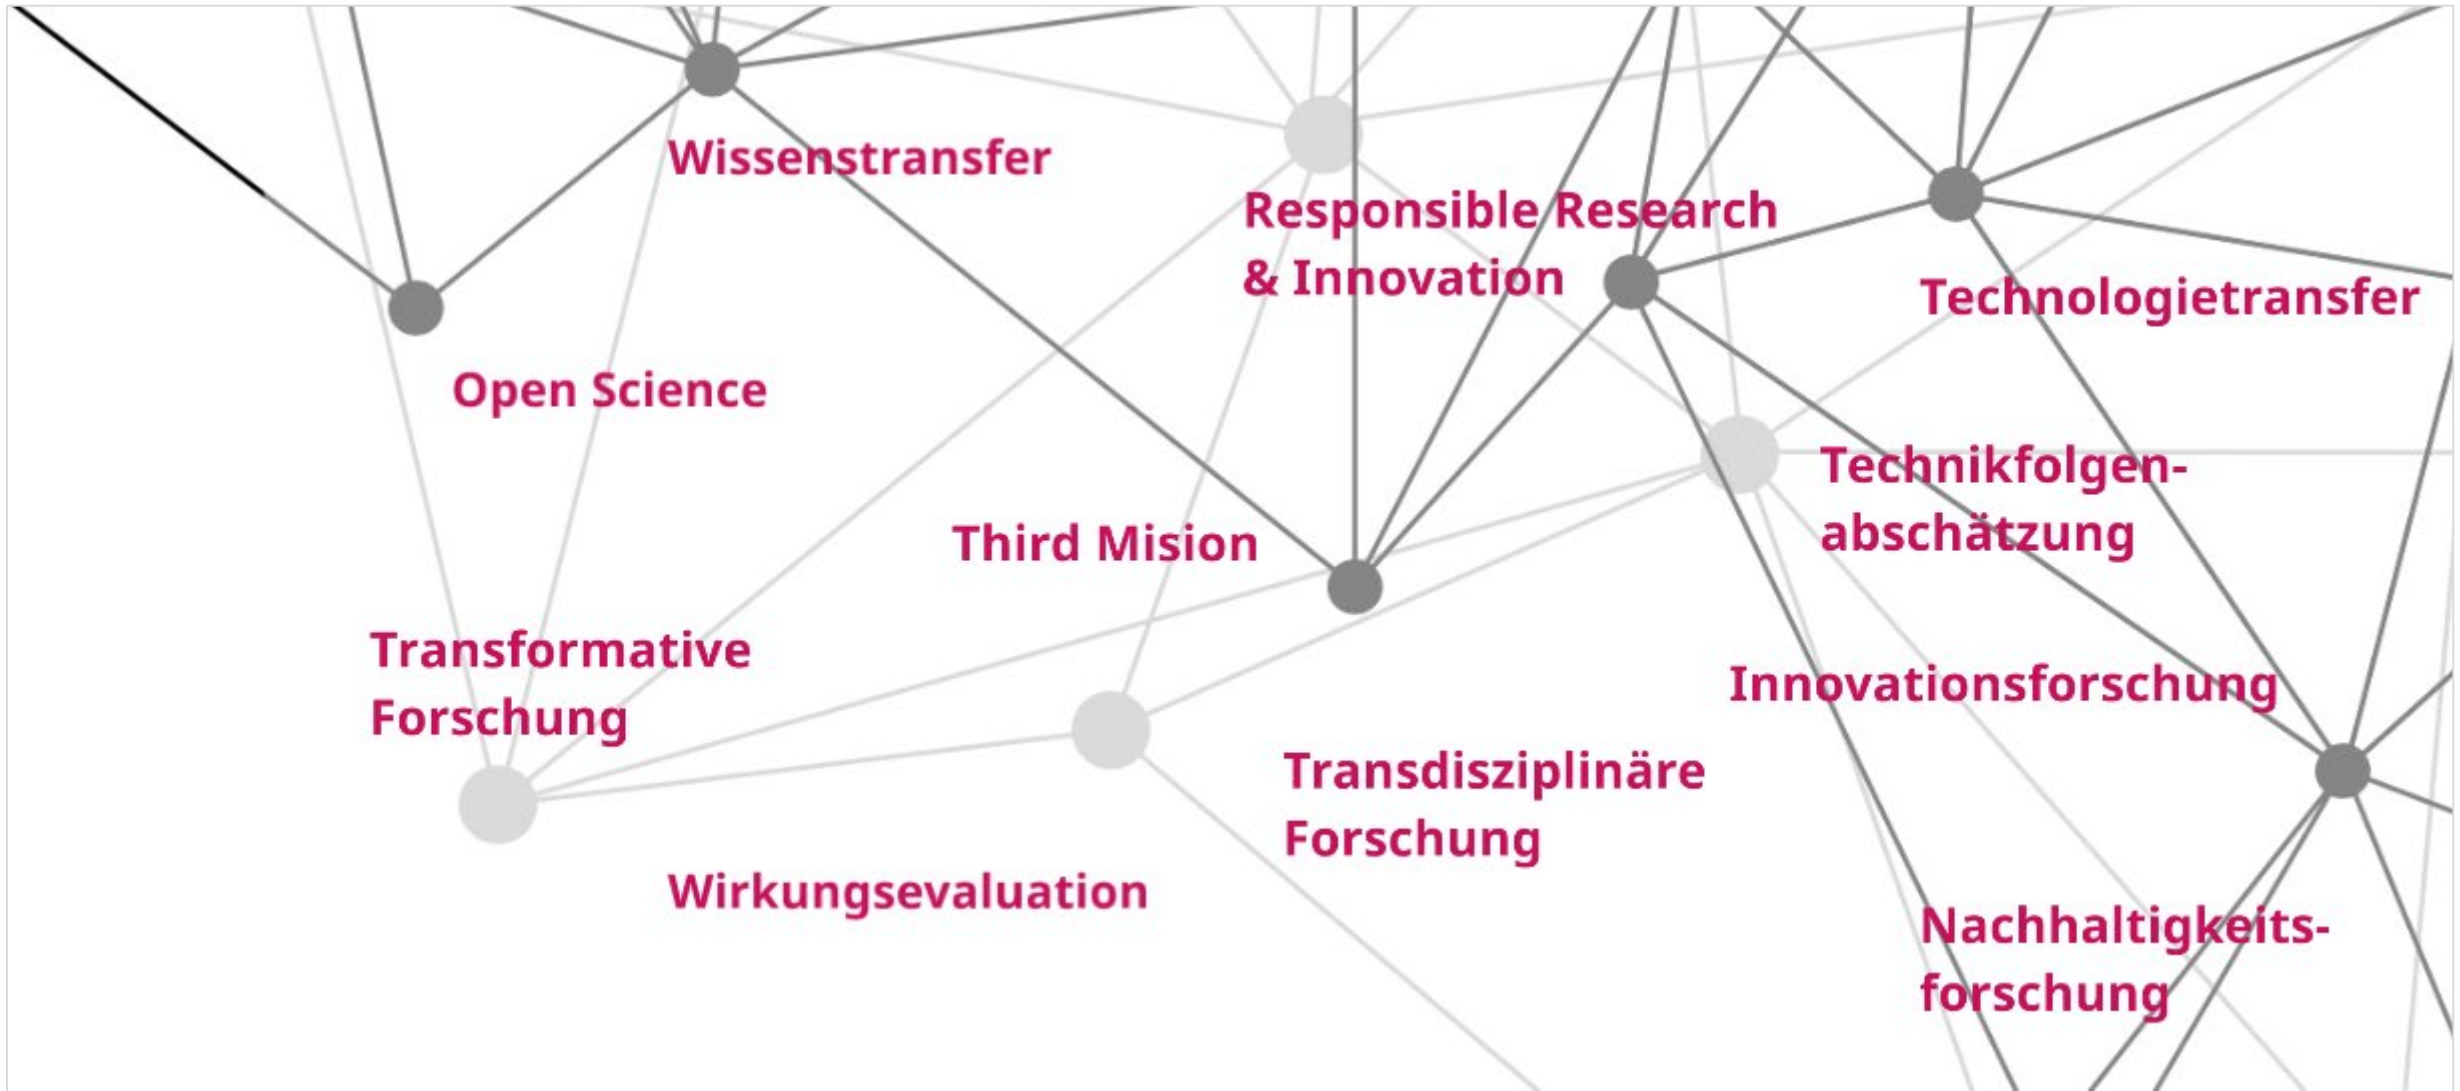 Wissenstransfer
Responsible Research
& Innovation
Technologietransfer
Open Science
Technikfolgen-
abschätzung
Third Mision
Transformative
Forschung
Innovationsforschung
Transdisziplinäre
Forschung
Wirkungsevaluation
Nachhaltigkeits-
forschung